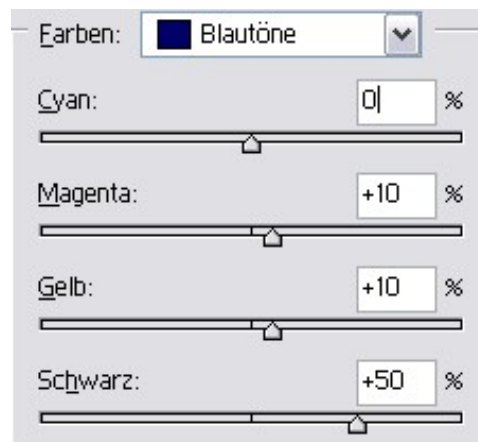 Farben: Blautöne
Cyan: 0 %
Magenta: +10 %
Gelb: +10 %
Schwarz: +50 %